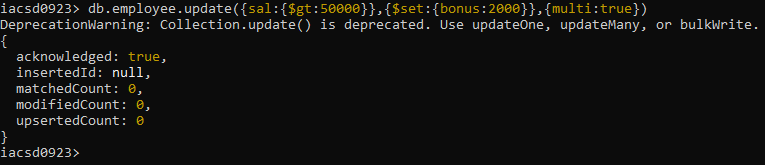 iacsd0923> db.employee.update({sal:{$gt:50000}},{$set:{bonus:2000}},{multi:true})
DeprecationWarning: Collection.update() is deprecated. Use updateOne, updateMany, or bulkWrite.
{
  acknowledged: true,
  insertedId: null,
  matchedCount: 0,
  modifiedCount: 0,
  upsertedCount: 0
}
iacsd0923>